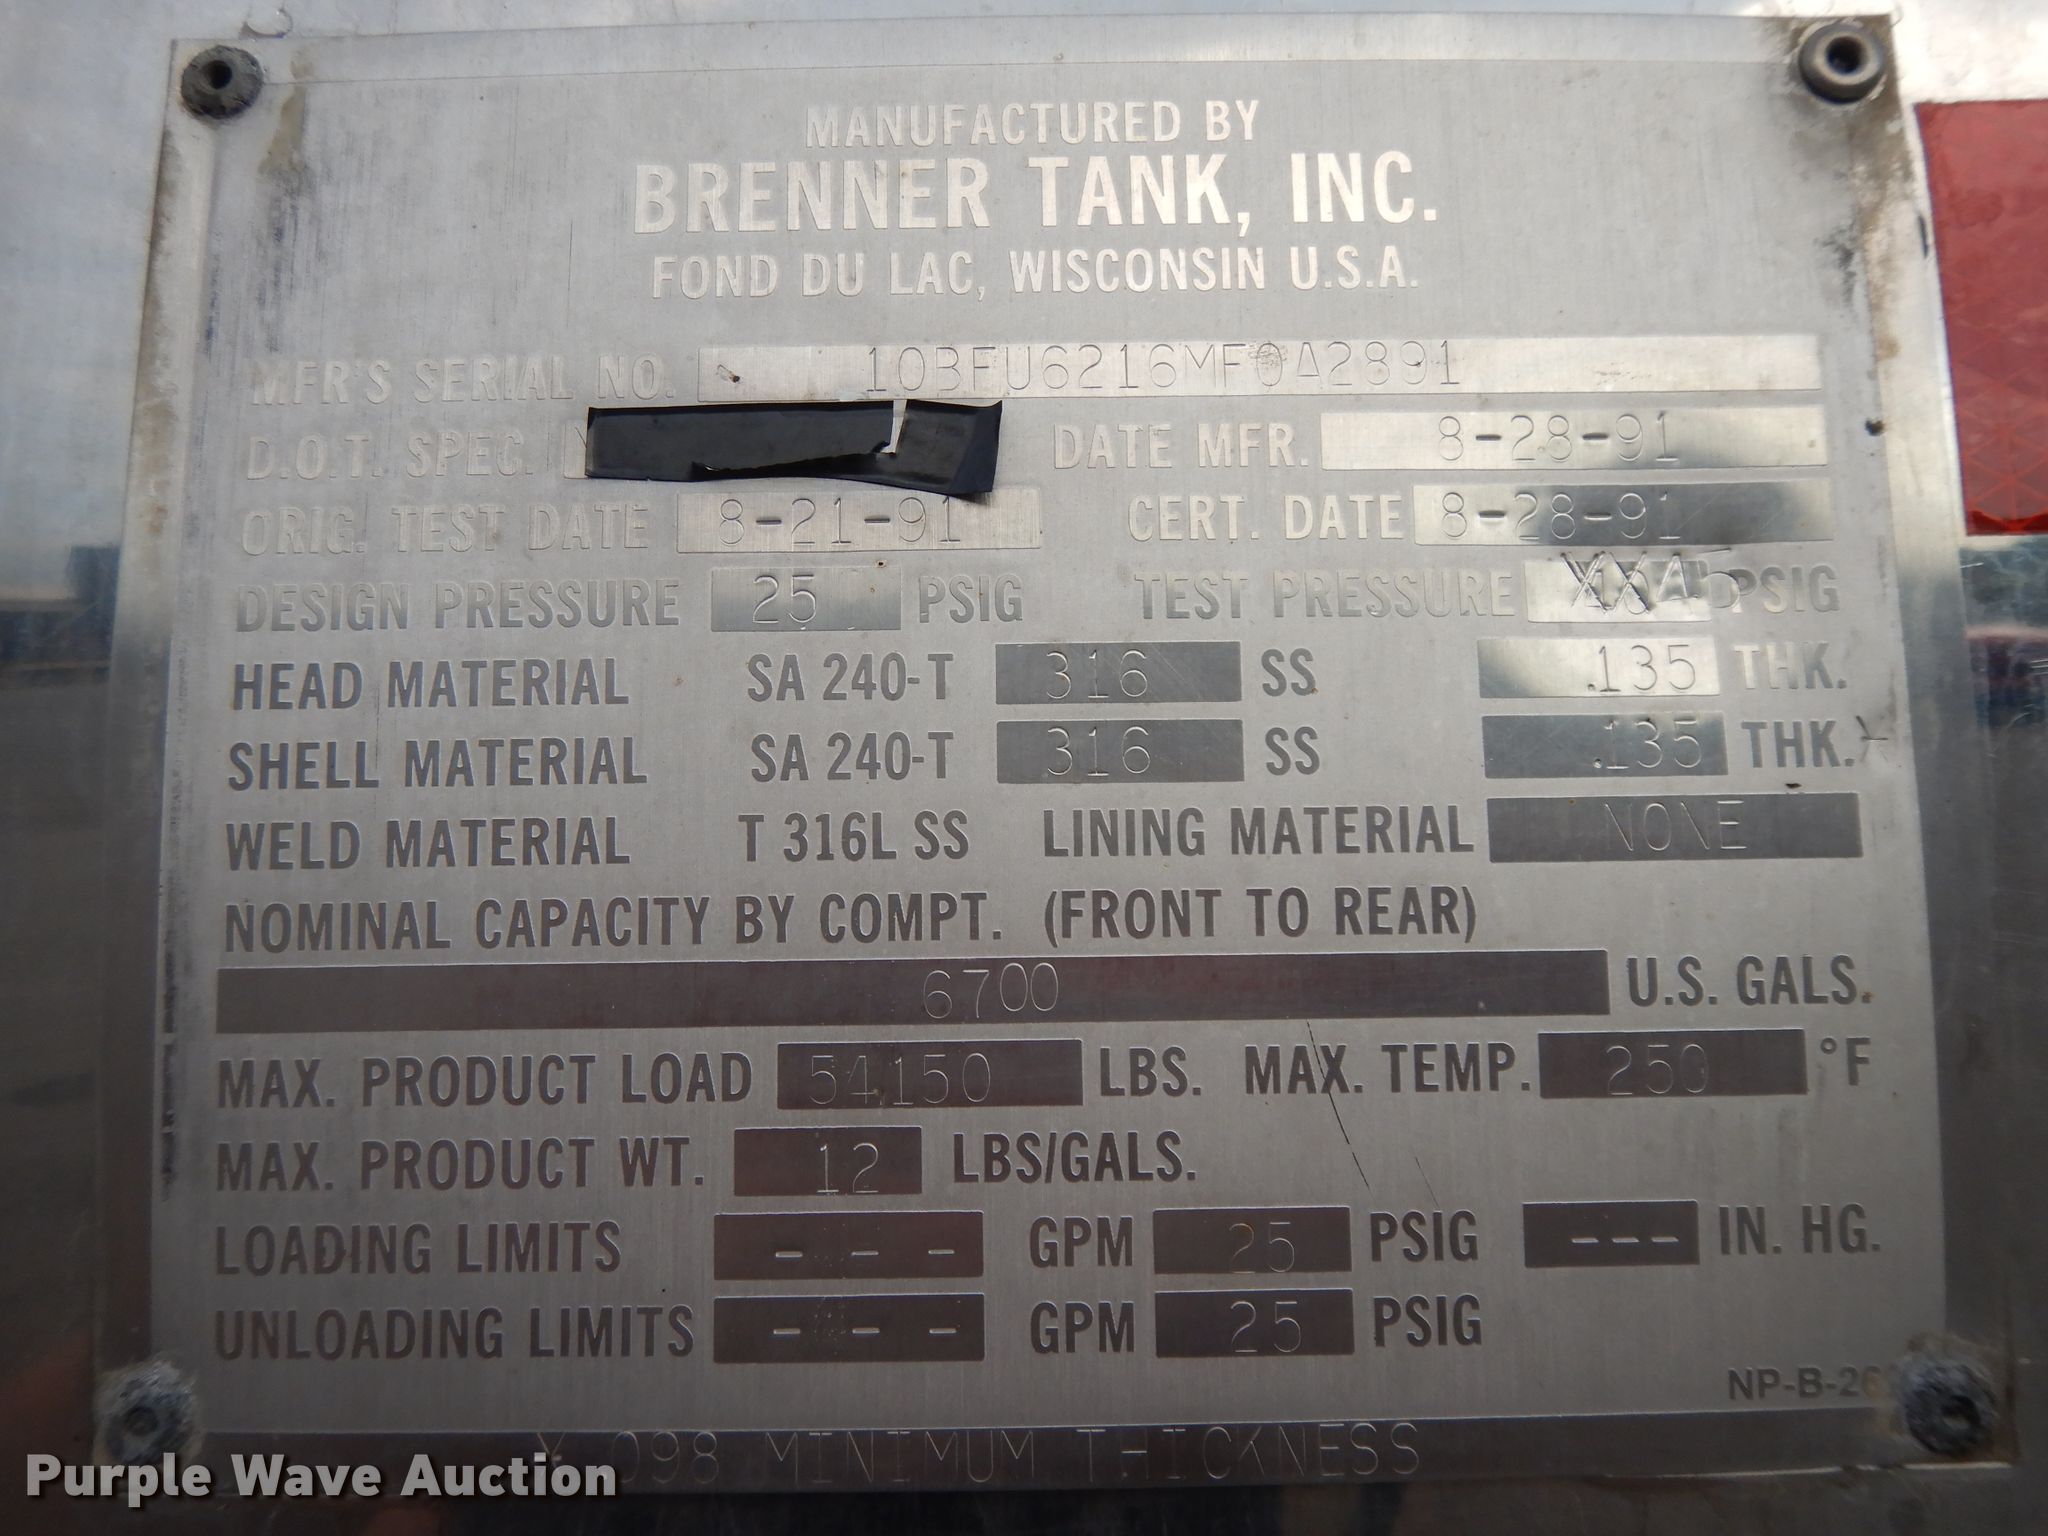 MANUFACTURED BY
BRENNER TANK, INC.
FOND DU LAC, WISCONSIN U.S.A.
MFR'S SERIAL NO. 10BFU6216MF0A2891
D.O.T. SPEC. DATE MFR. 8-28-91
ORIG. TEST DATE 8-21-91 CERT. DATE 8-28-91
DESIGN PRESSURE 25 PSIG TEST PRESSURE PSIG
HEAD MATERIAL SA 240-T 316 SS .135 THK.
SHELL MATERIAL SA 240-T 316 SS .135 THK.
WELD MATERIAL T 316L SS LINING MATERIAL NONE
NOMINAL CAPACITY BY COMPT. (FRONT TO REAR)
6700 U.S. GALS.
MAX. PRODUCT LOAD 54150 LBS. MAX. TEMP. 250 °F
MAX. PRODUCT WT. 12 LBS/GALS.
LOADING LIMITS - - - GPM 25 PSIG --- IN. HG.
UNLOADING LIMITS - - - GPM 25 PSIG
.098 MINIMUM THICKNESS
Purple Wave Auction